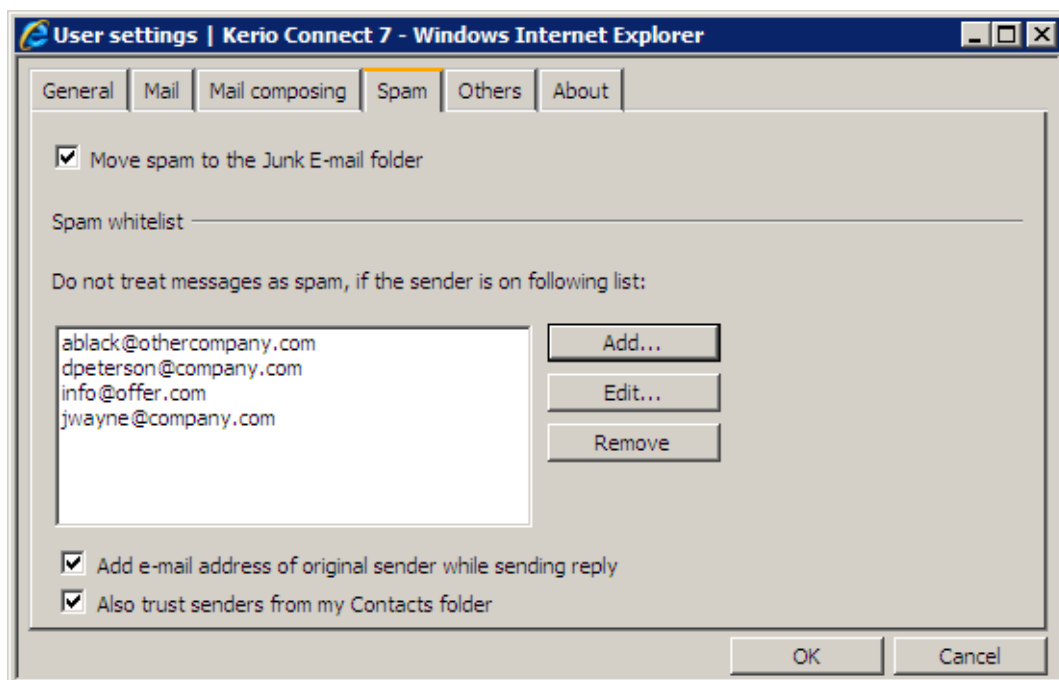 User settings | Kerio Connect 7 - Windows Internet Explorer
General Mail Mail composing Spam Others About
Move spam to the Junk E-mail folder
Spam whitelist
Do not treat messages as spam, if the sender is on following list:
ablack@othercompany.com
dpeterson@company.com
info@offer.com
jwayne@company.com
Add...
Edit...
Remove
Add e-mail address of original sender while sending reply
Also trust senders from my Contacts folder
OK Cancel